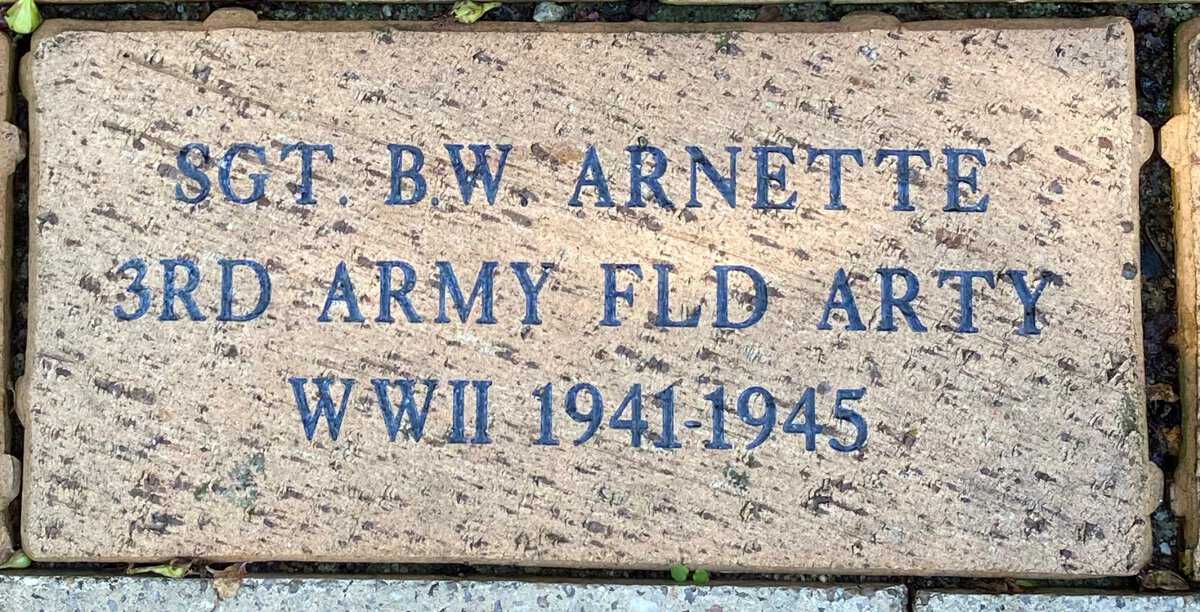 SGT. B.W. ARNETTE
3RD ARMY FLD ARTY
WWII 1941-1945